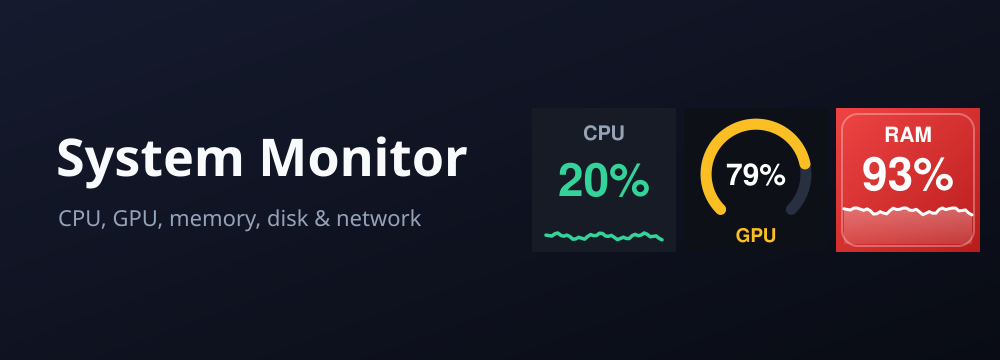 System Monitor
CPU, GPU, memory, disk & network
CPU
20%
79%
GPU
RAM
93%